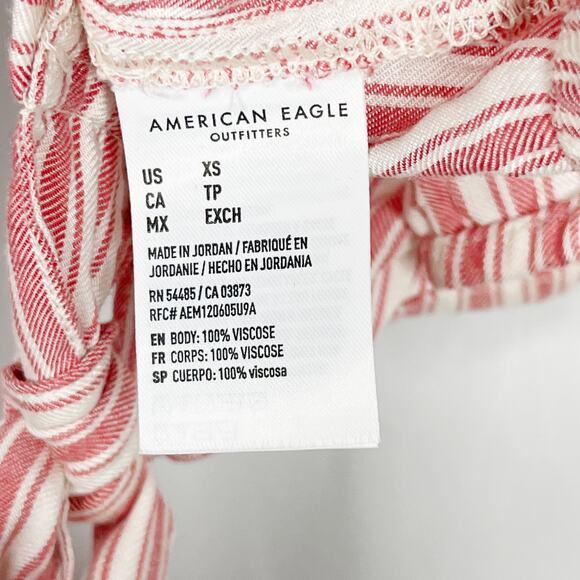 AMERICAN EAGLE
OUTFITTERS
US XS
CA TP
MX EXCH
MADE IN JORDAN / FABRIQUÉ EN
JORDANIE / HECHO EN JORDANIA
RN 54485 / CA 03873
RFC# AEM120605U9A
EN BODY: 100% VISCOSE
FR CORPS: 100% VISCOSE
SP CUERPO: 100% viscosa